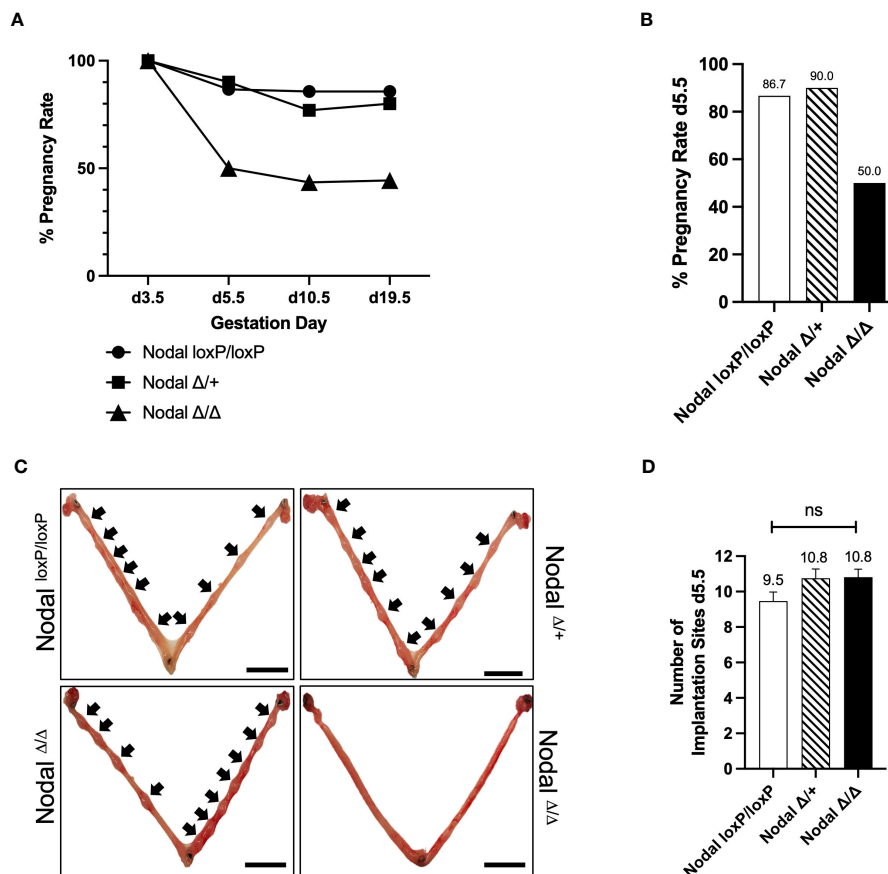 A
100
50
0
% Pregnancy Rate
d3.5 d5.5 d10.5 d19.5
Gestation Day
Nodal loxP/loxP
Nodal Δ/+
Nodal Δ/Δ
B
% Pregnancy Rate d5.5
100
80
60
40
20
0
86.7 90.0 50.0
Nodal loxP/loxP
Nodal Δ/+
Nodal Δ/Δ
C
Nodal loxP/loxP
Nodal Δ/+
Nodal Δ/Δ
Nodal Δ/Δ
D
ns
Number of
Implantation Sites d5.5
12
10
8
6
4
2
0
9.5 10.8 10.8
Nodal loxP/loxP
Nodal Δ/+
Nodal Δ/Δ